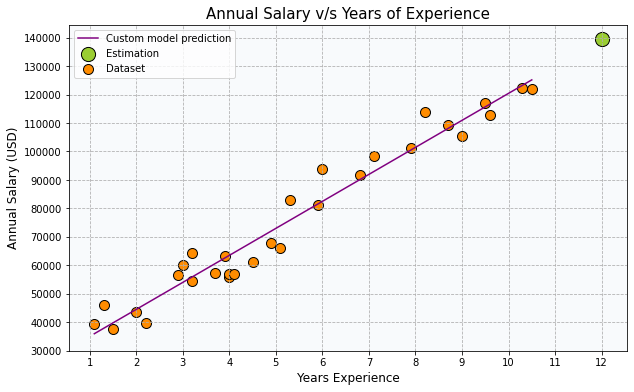 Annual Salary v/s Years of Experience
Custom model prediction
Estimation
Dataset
Annual Salary (USD)
140000
130000
120000
110000
100000
90000
80000
70000
60000
50000
40000
30000
1 2 3 4 5 6 7 8 9 10 11 12
Years Experience